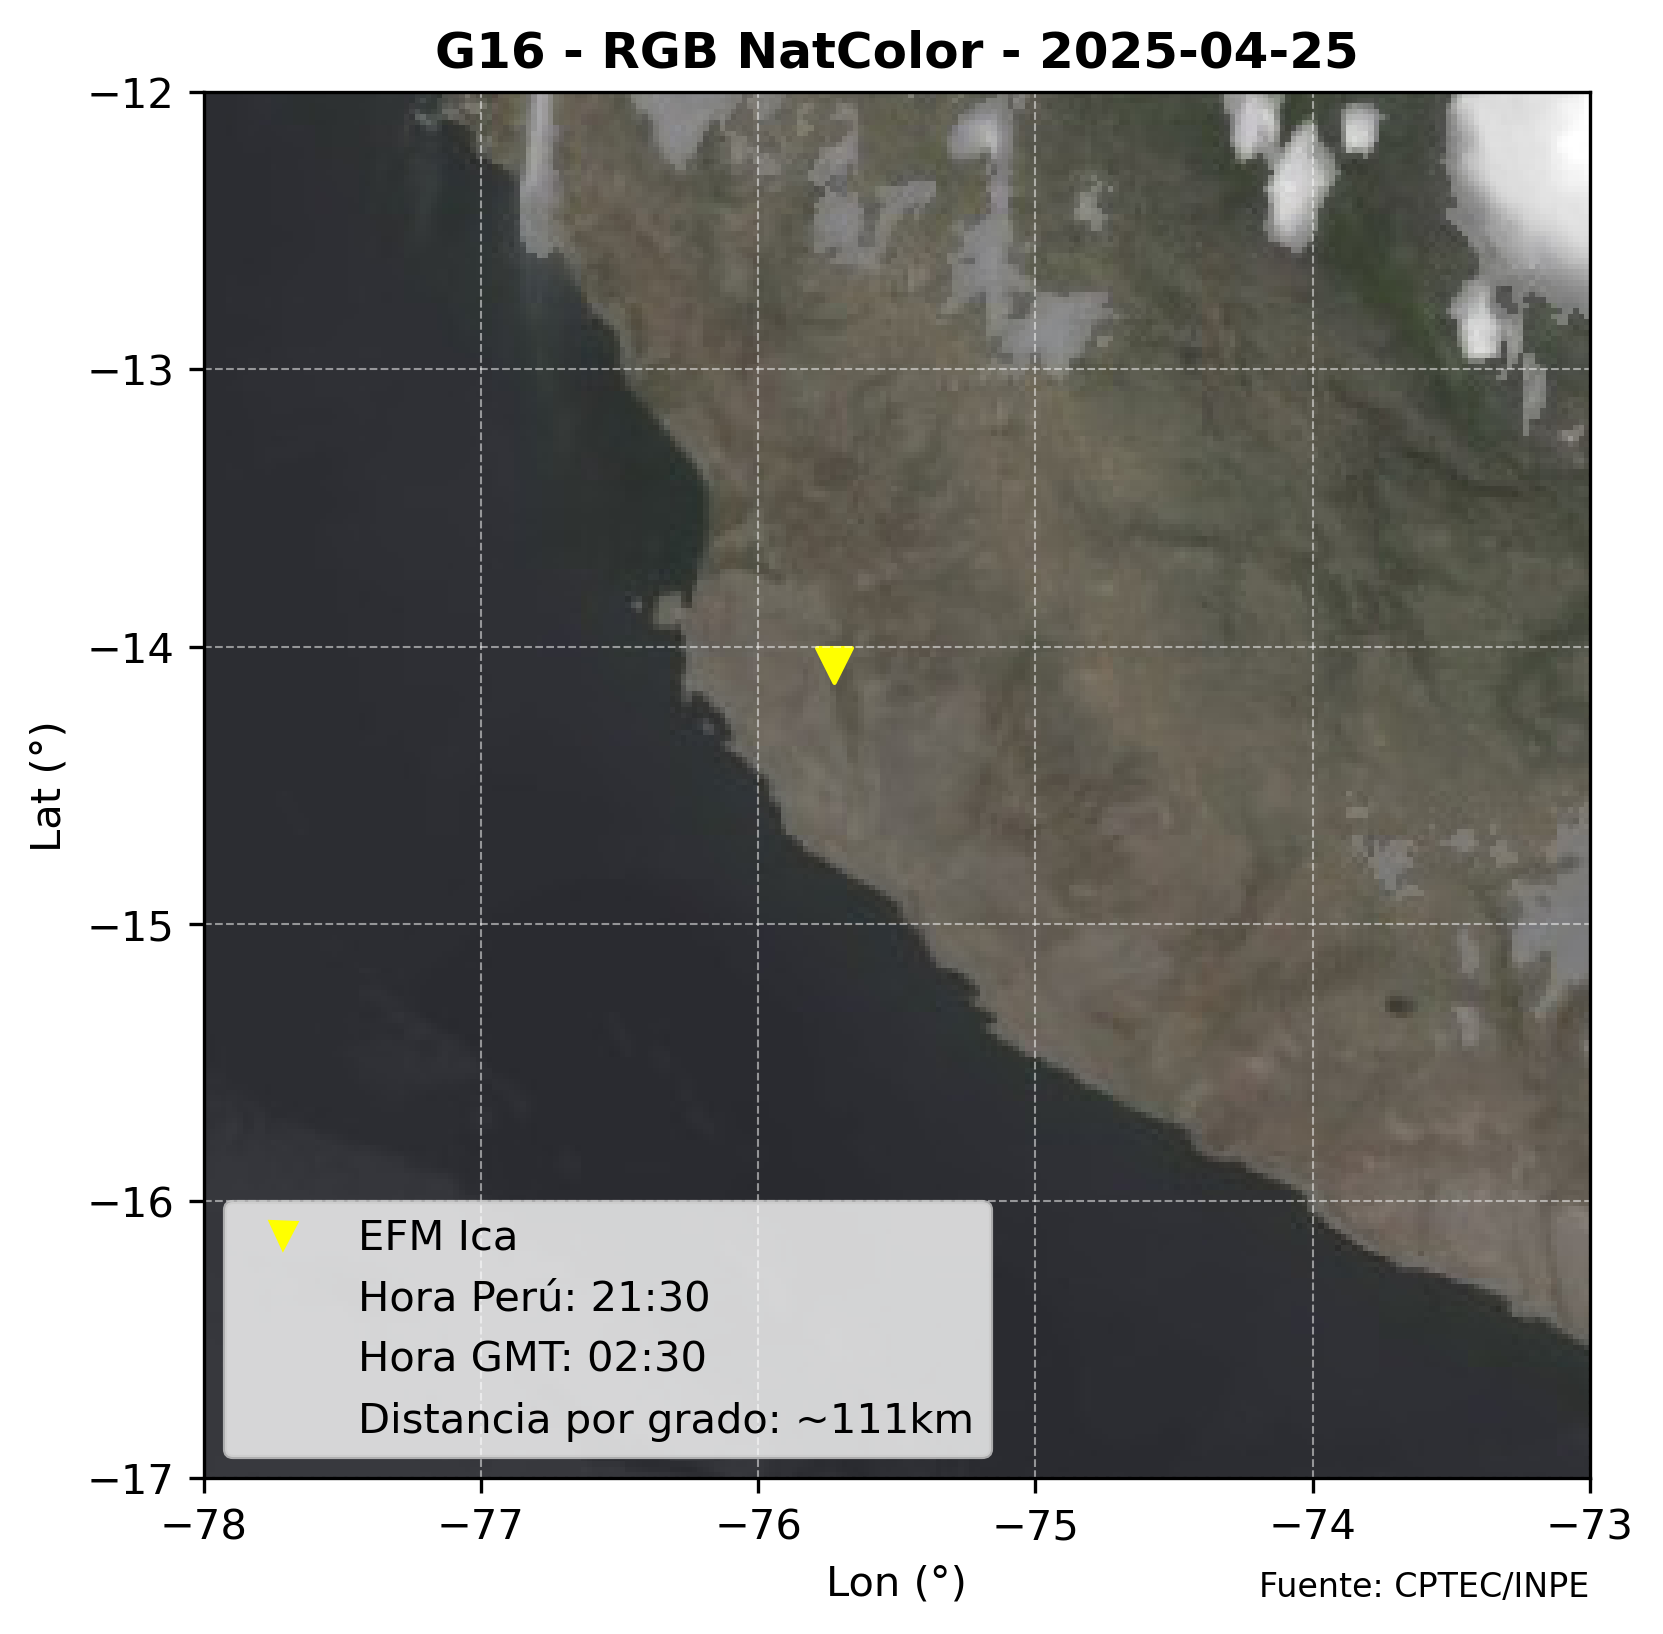 G16 - RGB NatColor - 2025-04-25
−12
−13
−14
−15
−16
−17
Lat (°)
EFM Ica
Hora Perú: 21:30
Hora GMT: 02:30
Distancia por grado: ~111km
−78 −77 −76 −75 −74 −73
Lon (°)
Fuente: CPTEC/INPE